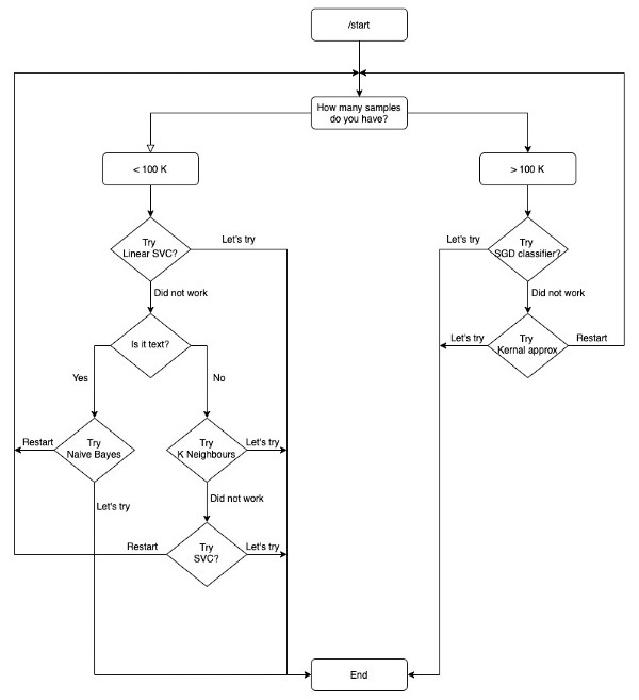 /start
How many samples
do you have?
< 100 K
> 100 K
Try
Linear SVC?
Let's try
Let's try
Try
SGD classifier?
Did not work
Did not work
Is it text?
Let's try
Try
Kernal approx
Restart
Yes
No
Restart
Try
Naive Bayes
Try
K Neighbours
Let's try
Let's try
Did not work
Restart
Try
SVC?
Let's try
End